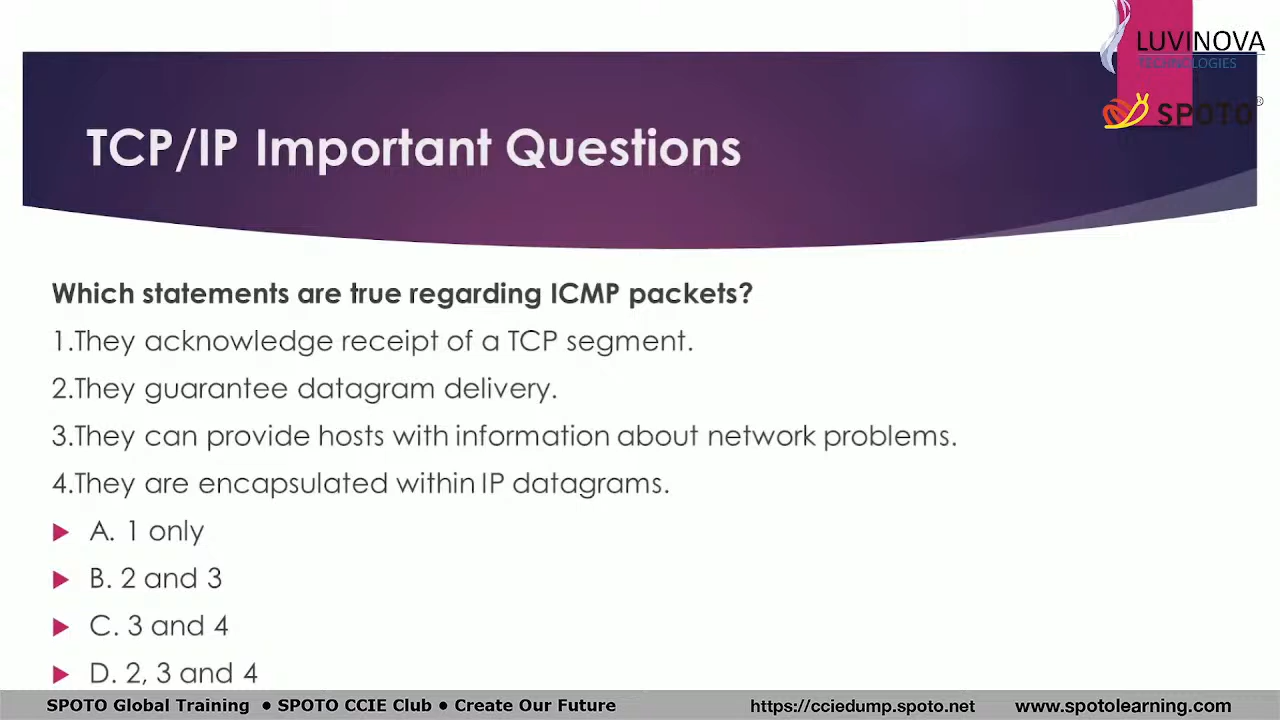 LUVINOVA
TECHNOLOGIES
SPOTO®
TCP/IP Important Questions
Which statements are true regarding ICMP packets?
1.They acknowledge receipt of a TCP segment.
2.They guarantee datagram delivery.
3.They can provide hosts with information about network problems.
4.They are encapsulated within IP datagrams.
A. 1 only
B. 2 and 3
C. 3 and 4
D. 2, 3 and 4
SPOTO Global Training ● SPOTO CCIE Club ● Create Our Future https://cciedump.spoto.net www.spotolearning.com